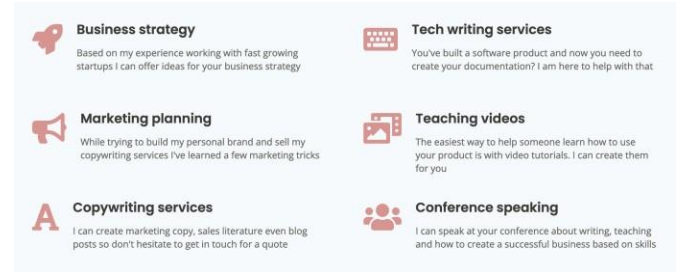 Business strategy
Based on my experience working with fast growing
startups I can offer ideas for your business strategy
Tech writing services
You've built a software product and now you need to
create your documentation? I am here to help with that
Marketing planning
While trying to build my personal brand and sell my
copywriting services I've learned a few marketing tricks
Teaching videos
The easiest way to help someone learn how to use
your product is with video tutorials. I can create them
for you
Copywriting services
I can create marketing copy, sales literature even blog
posts so don't hesitate to get in touch for a quote
Conference speaking
I can speak at your conference about writing, teaching
and how to create a successful business based on skills